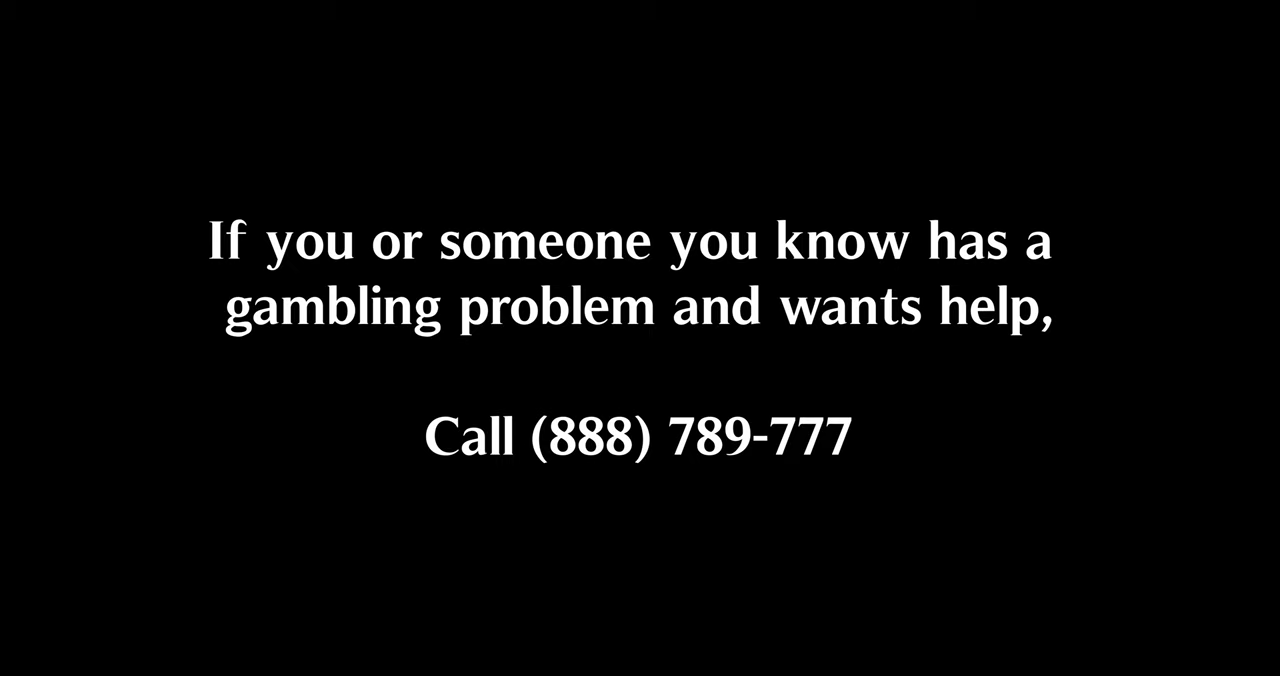 If you or someone you know has a
gambling problem and wants help,
Call (888) 789-777